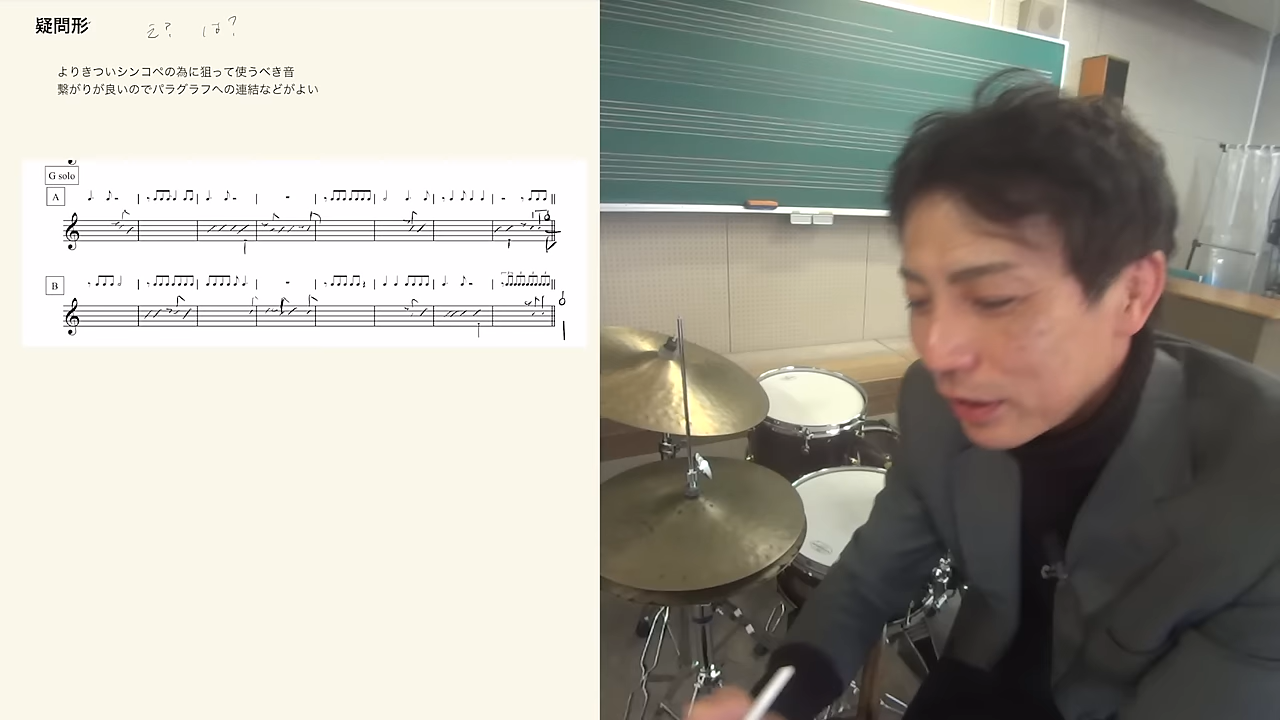 疑問形 え? は?
よりきついシンコペの為に狙って使うべき音
繋がりが良いのでパラグラフへの連結などがよい
G solo
A
B